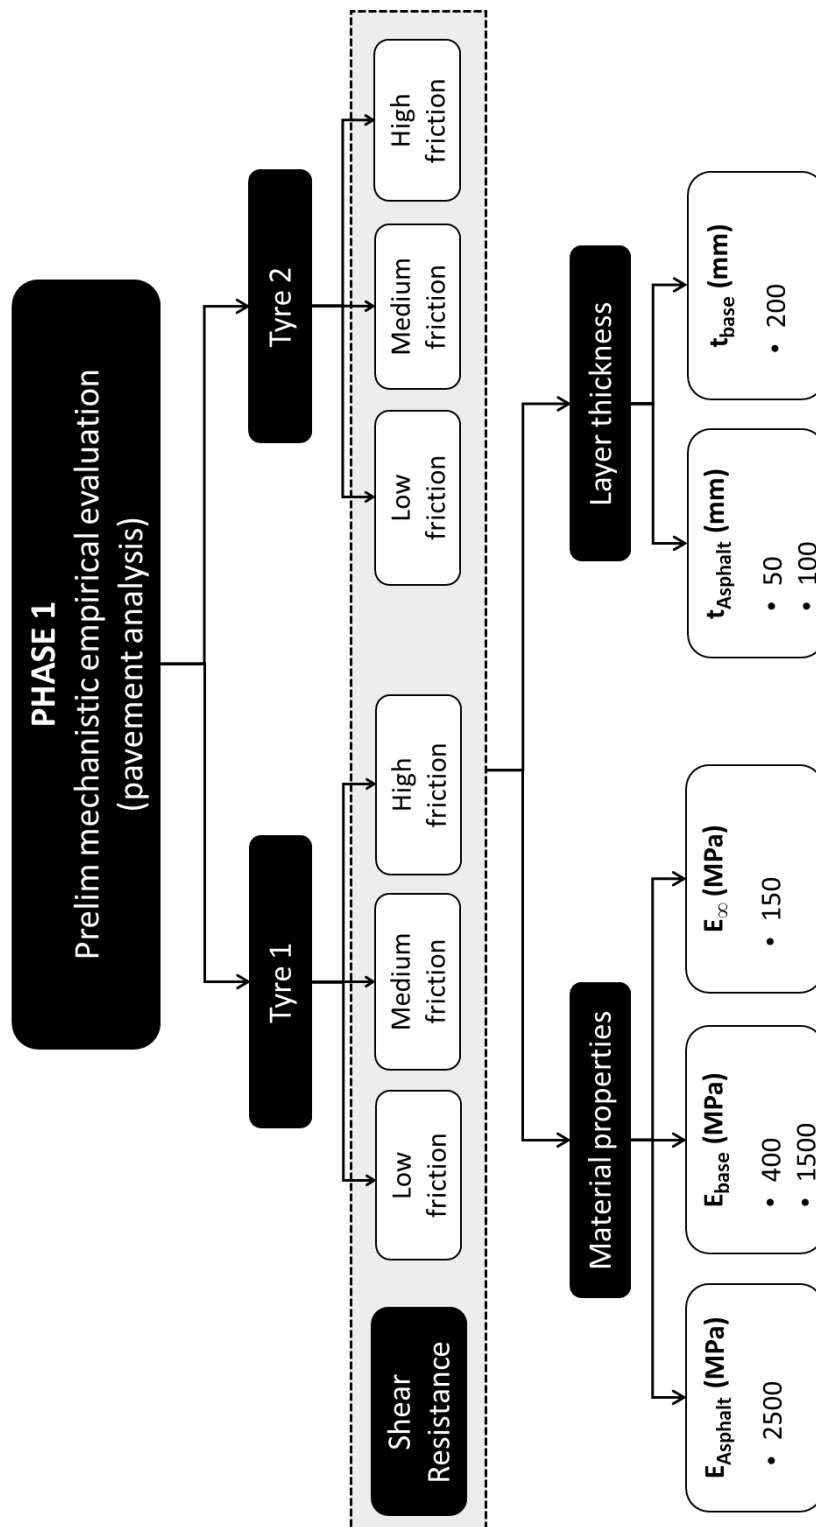 PHASE 1
Prelim mechanistic empirical evaluation
(pavement analysis)
Tyre 1
Tyre 2
Shear
Resistance
Low
friction
Medium
friction
High
friction
Low
friction
Medium
friction
High
friction
Material properties
Layer thickness
E_Asphalt (MPa)
• 2500
E_base (MPa)
• 400
• 1500
E_∞ (MPa)
• 150
t_Asphalt (mm)
• 50
• 100
t_base (mm)
• 200